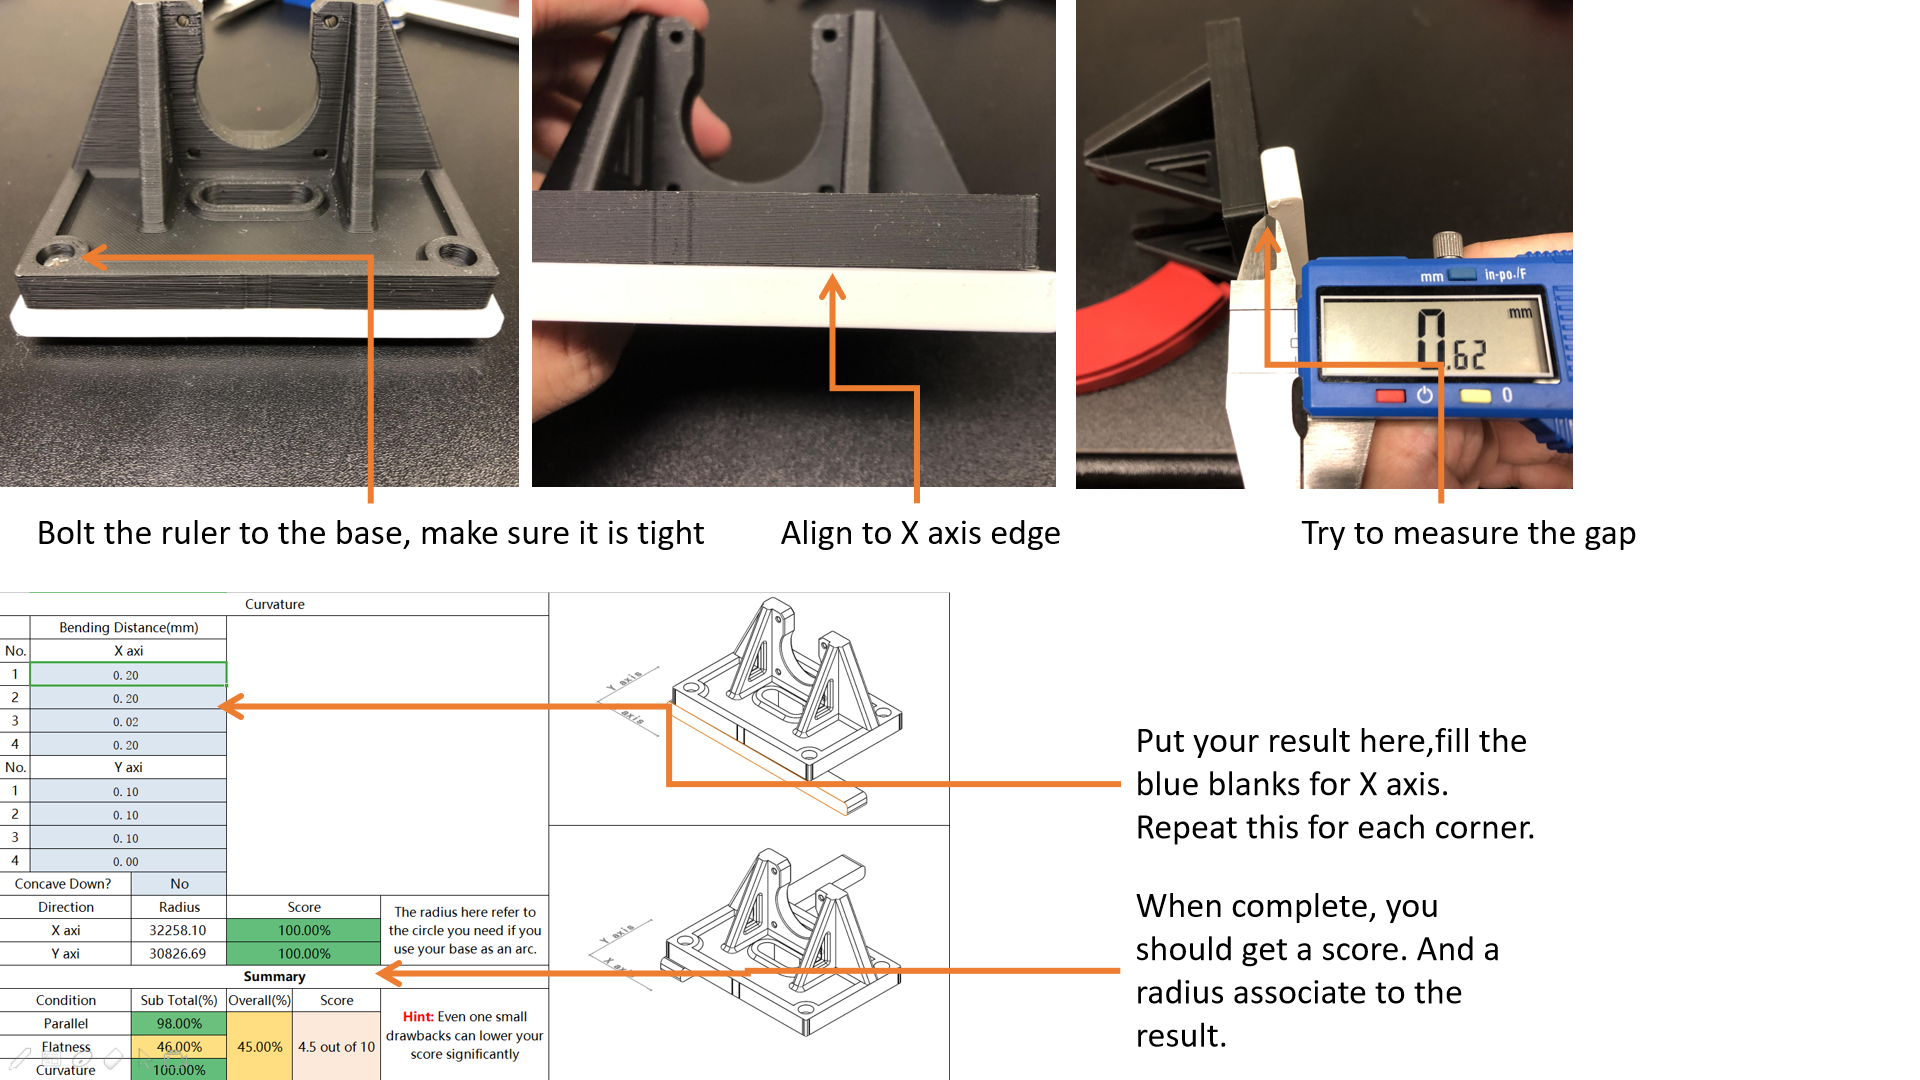 mm in-po./F
mm
0.62
0
Bolt the ruler to the base, make sure it is tight
Align to X axis edge
Try to measure the gap
Curvature
Bending Distance(mm)
No. X axi
1 0.20
2 0.20
3 0.02
4 0.20
No. Y axi
1 0.10
2 0.10
3 0.10
4 0.00
Concave Down? No
Direction Radius Score
X axi 32258.10 100.00%
Y axi 30826.69 100.00%
The radius here refer to
the circle you need if you
use your base as an arc.
Summary
Condition Sub Total(%) Overall(%) Score
Parallel 98.00%
Flatness 46.00% 45.00% 4.5 out of 10
Curvature 100.00%
Hint: Even one small
drawbacks can lower your
score significantly
Y axis
axis
Y axis
X axis
Put your result here,fill the
blue blanks for X axis.
Repeat this for each corner.
When complete, you
should get a score. And a
radius associate to the
result.